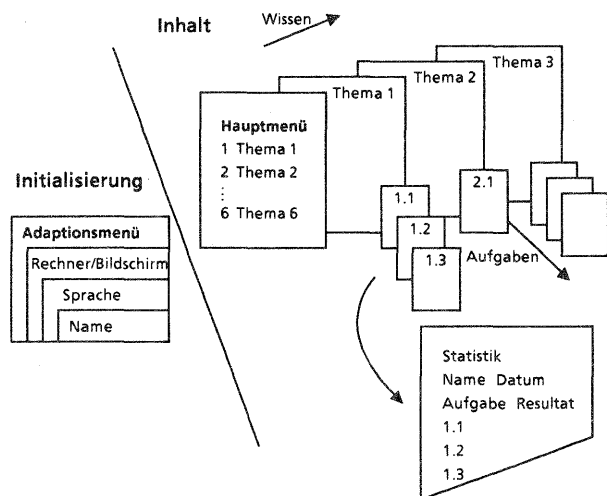 Inhalt
Wissen
Thema 3
Thema 2
Thema 1
Hauptmenü
1 Thema 1
2 Thema 2
⋮
6 Thema 6
1.1
1.2
1.3
2.1
Aufgaben
Initialisierung
Adaptionsmenü
Rechner/Bildschirm
Sprache
Name
Statistik
Name Datum
Aufgabe Resultat
1.1
1.2
1.3